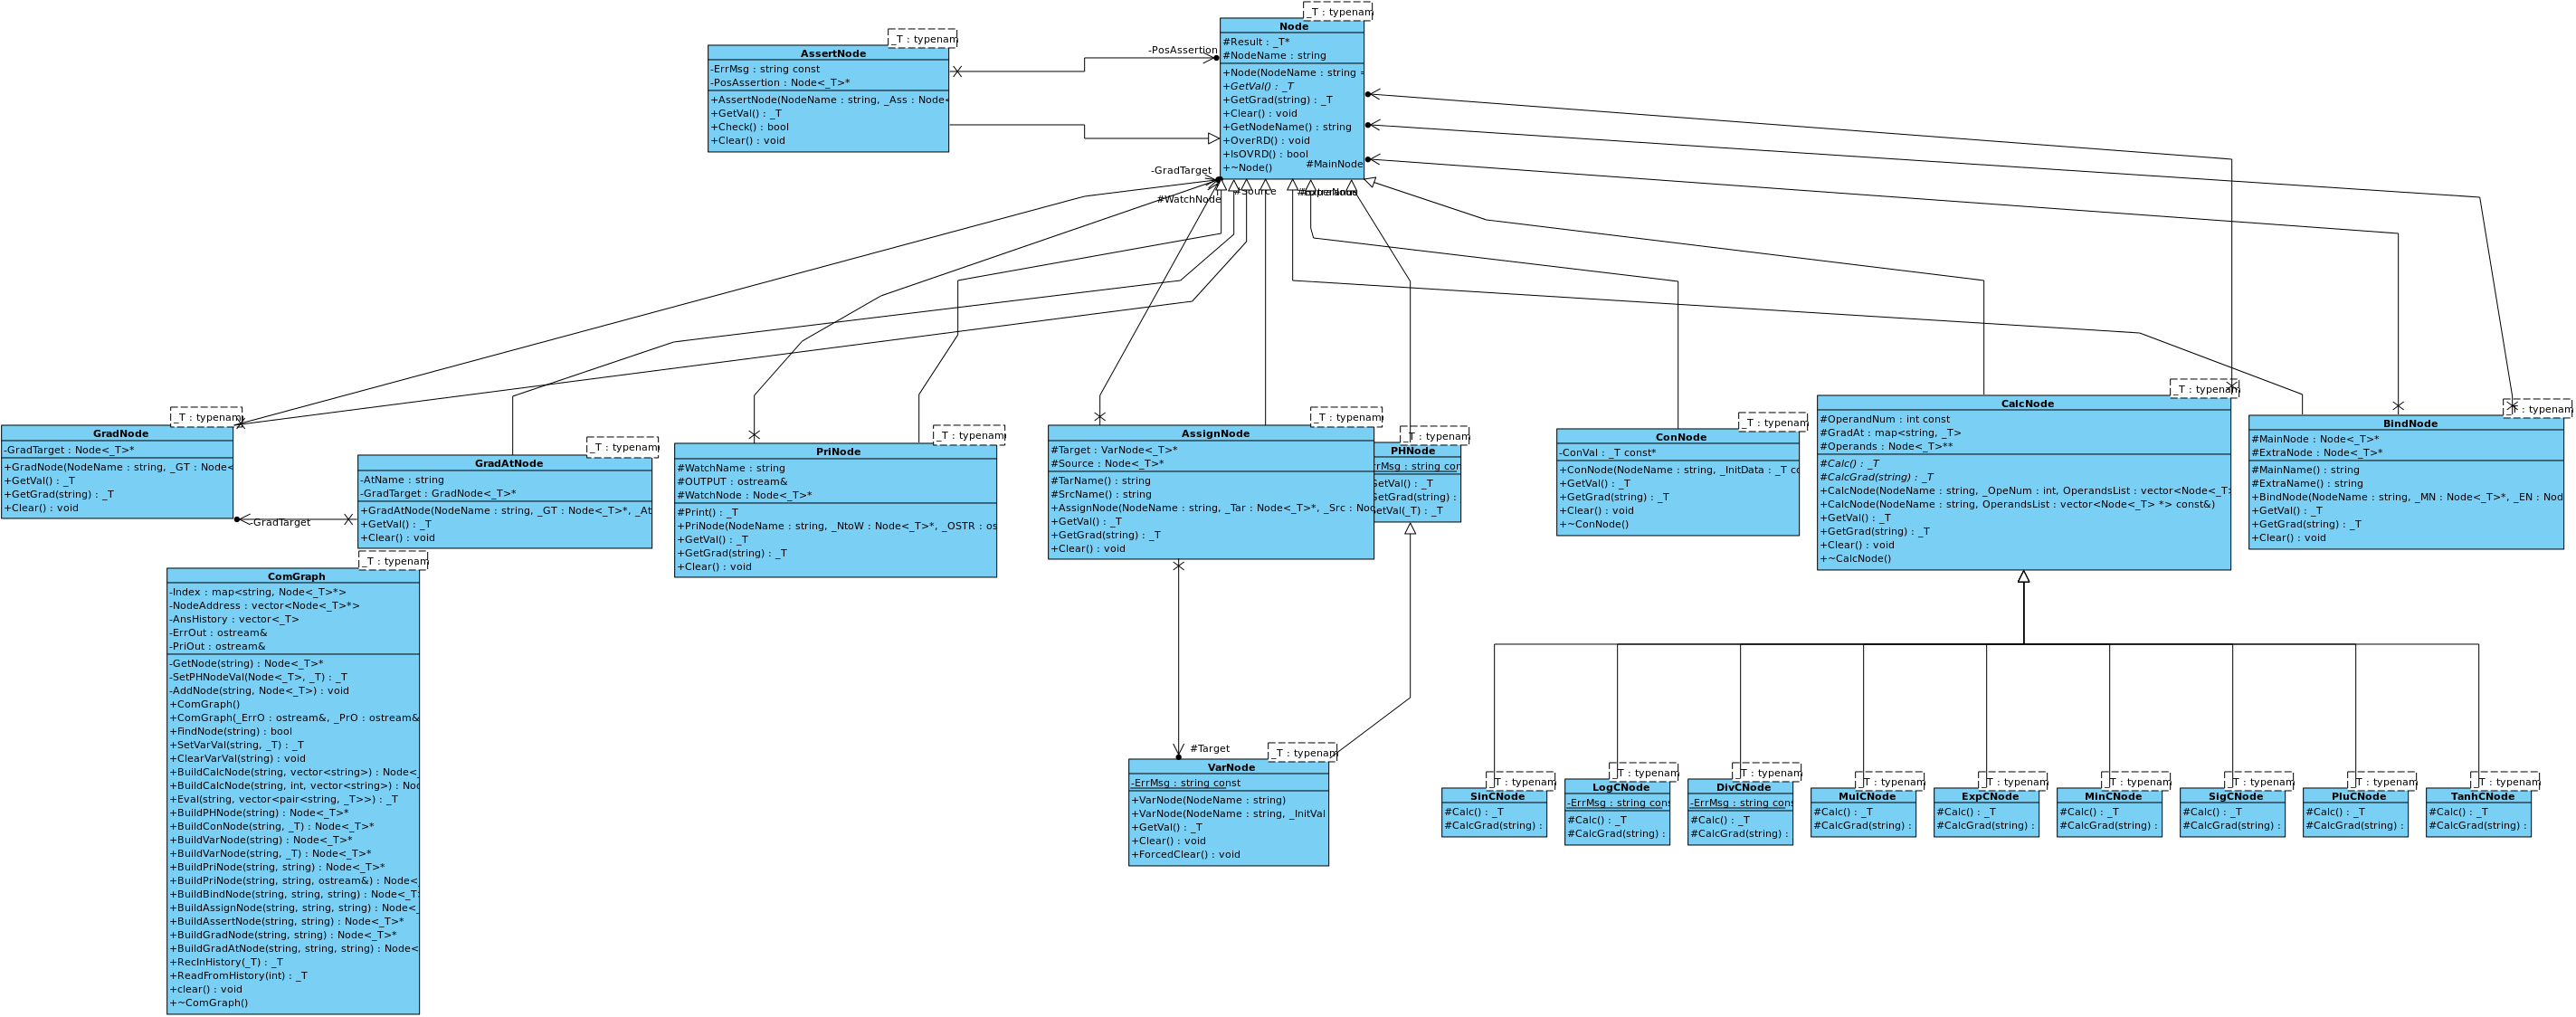 _T : typenam
Node
#Result : _T*
#NodeName : string
+Node(NodeName : string =
+GetVal() : _T
+GetGrad(string) : _T
+Clear() : void
+GetNodeName() : string
+OverRD() : void
+IsOVRD() : bool
+~Node()
#MainNode
_T : typenam
AssertNode
-ErrMsg : string const
-PosAssertion : Node<_T>*
+AssertNode(NodeName : string, _Ass : Node<
+GetVal() : _T
+Check() : bool
+Clear() : void
-PosAssertion
-GradTarget
#WatchNode
#Source
_T : typenam
GradNode
-GradTarget : Node<_T>*
+GradNode(NodeName : string, _GT : Node<
+GetVal() : _T
+GetGrad(string) : _T
+Clear() : void
-GradTarget
_T : typenam
GradAtNode
-AtName : string
-GradTarget : GradNode<_T>*
+GradAtNode(NodeName : string, _GT : Node<_T>*, _At
+GetVal() : _T
+Clear() : void
_T : typenam
PriNode
#WatchName : string
#OUTPUT : ostream&
#WatchNode : Node<_T>*
#Print() : _T
+PriNode(NodeName : string, _NtoW : Node<_T>*, _OSTR : os
+GetVal() : _T
+GetGrad(string) : _T
+Clear() : void
_T : typenam
AssignNode
#Target : VarNode<_T>*
#Source : Node<_T>*
+TarName() : string
+SrcName() : string
+AssignNode(NodeName : string, _Tar : Node<_T>*, _Src : Nod
+GetVal() : _T
+GetGrad(string) : _T
+Clear() : void
_T : typenam
PHNode
rrMsg : string con
GetVal() : _T
GetGrad(string) :
etVal(_T) : _T
_T : typenam
ConNode
-ConVal : _T const*
+ConNode(NodeName : string, _InitData : _T co
+GetVal() : _T
+GetGrad(string) : _T
+Clear() : void
+~ConNode()
_T : typenam
CalcNode
#OperandNum : int const
#GradAt : map<string, _T>
#Operands : Node<_T>**
#Calc() : _T
#CalcGrad(string) : _T
+CalcNode(NodeName : string, _OpeNum : int, OperandsList : vector<Node<_T>
+CalcNode(NodeName : string, OperandsList : vector<Node<_T> *> const&)
+GetVal() : _T
+GetGrad(string) : _T
+Clear() : void
+~CalcNode()
_T : typenam
BindNode
#MainNode : Node<_T>*
#ExtraNode : Node<_T>*
#MainName() : string
#ExtraName() : string
+BindNode(NodeName : string, _MN : Node<_T>*, _EN : Nod
+GetVal() : _T
+GetGrad(string) : _T
+Clear() : void
_T : typenam
ComGraph
-Index : map<string, Node<_T>*>
-NodeAddress : vector<Node<_T>*>
-AnsHistory : vector<_T>
-ErrOut : ostream&
-PriOut : ostream&
-GetNode(string) : Node<_T>*
-SetPHNodeVal(Node<_T>, _T) : _T
-AddNode(string, Node<_T>) : void
+ComGraph()
+ComGraph(_ErrO : ostream&, _PrO : ostream&
+FindNode(string) : bool
+SetVarVal(string, _T) : _T
+ClearVarVal(string) : void
+BuildCalcNode(string, vector<string>) : Node<_
+BuildCalcNode(string, int, vector<string>) : Nod
+Eval(string, vector<pair<string, _T>>) : _T
+BuildPHNode(string) : Node<_T>*
+BuildConNode(string, _T) : Node<_T>*
+BuildVarNode(string) : Node<_T>*
+BuildVarNode(string, _T) : Node<_T>*
+BuildPriNode(string, string) : Node<_T>*
+BuildPriNode(string, string, ostream&) : Node<_
+BuildBindNode(string, string, string) : Node<_T>
+BuildAssignNode(string, string, string) : Node<_
+BuildAssertNode(string, string) : Node<_T>*
+BuildGradNode(string, string) : Node<_T>*
+BuildGradAtNode(string, string, string) : Node<
+RecInHistory(_T) : _T
+ReadFromHistory(int) : _T
+clear() : void
+~ComGraph()
#Target
_T : typenam
VarNode
-ErrMsg : string const
+VarNode(NodeName : string)
+VarNode(NodeName : string, _InitVal
+GetVal() : _T
+Clear() : void
+ForcedClear() : void
_T : typenam
SinCNode
#Calc() : _T
#CalcGrad(string) :
_T : typenam
LogCNode
-ErrMsg : string cons
#Calc() : _T
#CalcGrad(string) :
_T : typenam
DivCNode
-ErrMsg : string cons
#Calc() : _T
#CalcGrad(string) :
_T : typenam
MulCNode
#Calc() : _T
#CalcGrad(string) :
_T : typenam
ExpCNode
#Calc() : _T
#CalcGrad(string) :
_T : typenam
MinCNode
#Calc() : _T
#CalcGrad(string) :
_T : typenam
SigCNode
#Calc() : _T
#CalcGrad(string) :
_T : typenam
PluCNode
#Calc() : _T
#CalcGrad(string) :
_T : typenam
TanhCNode
#Calc() : _T
#CalcGrad(string) :